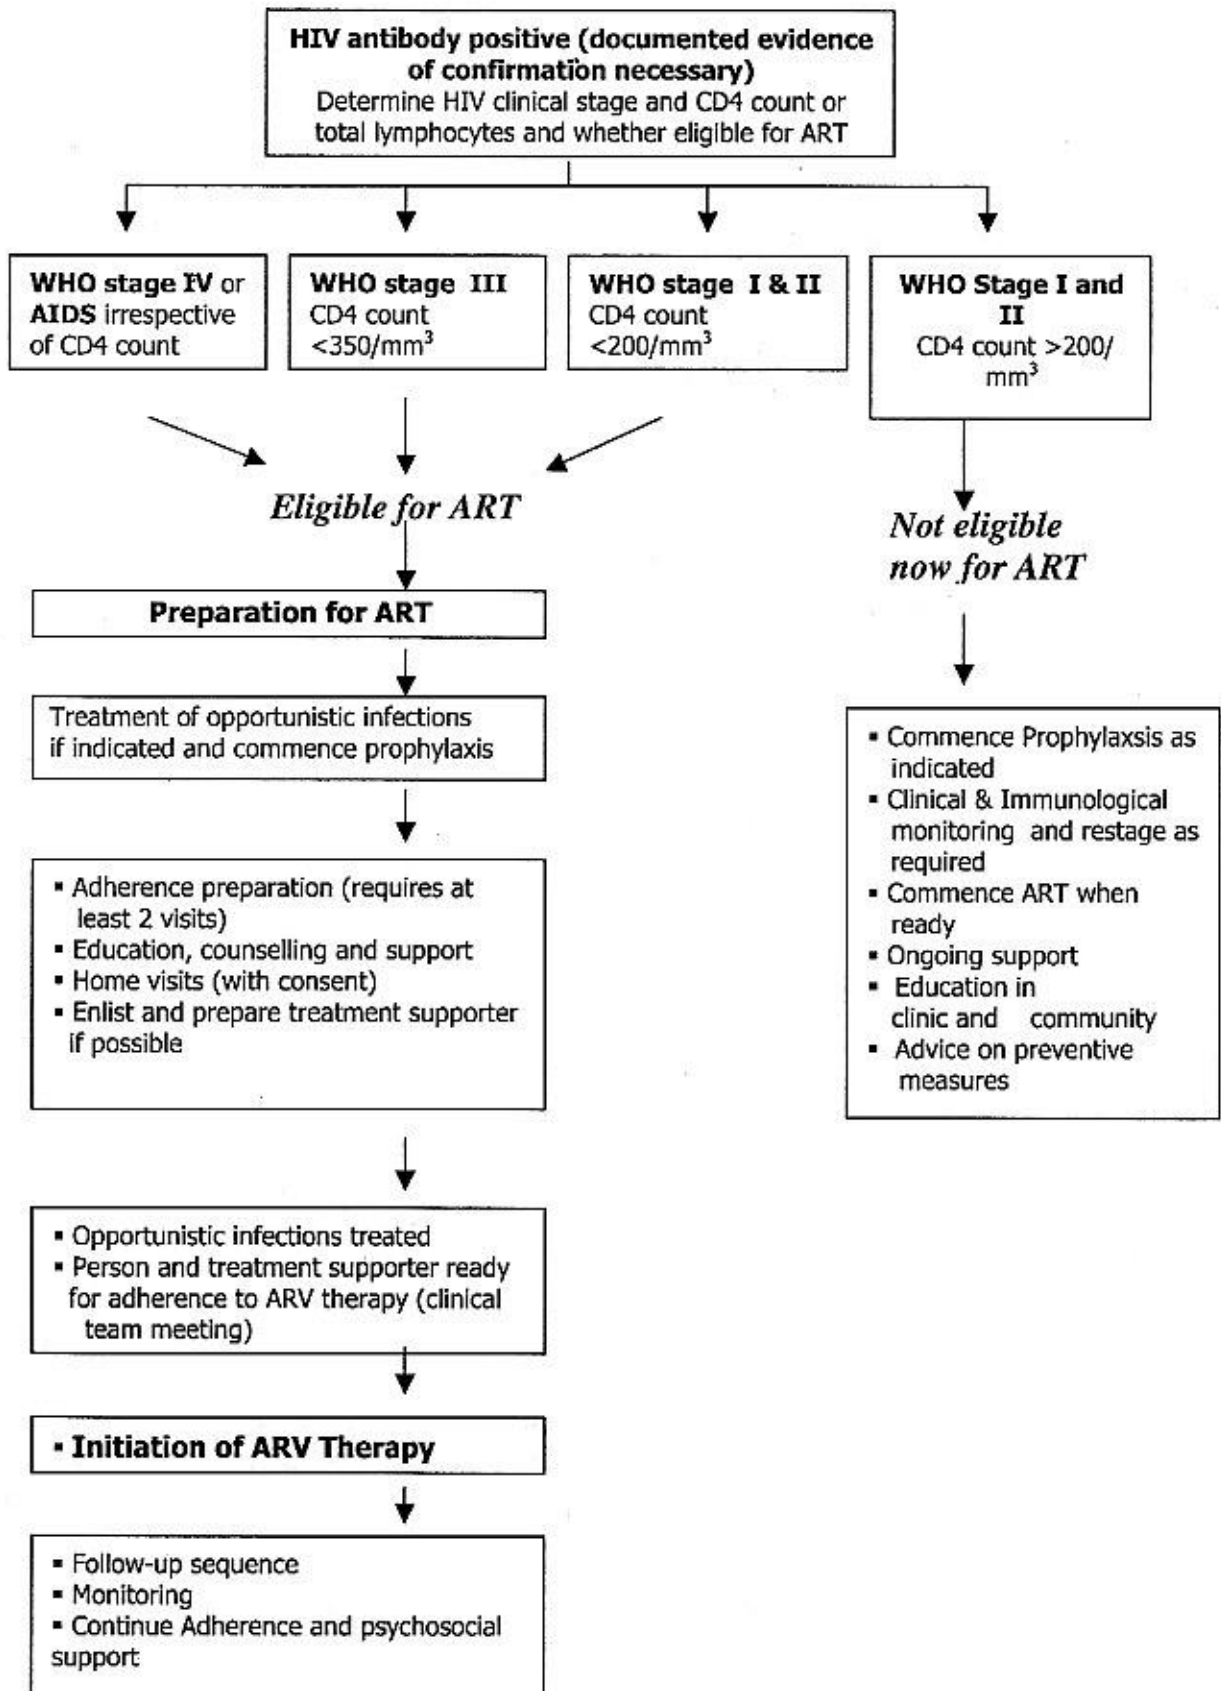 HIV antibody positive (documented evidence
of confirmation necessary)
Determine HIV clinical stage and CD4 count or
total lymphocytes and whether eligible for ART
WHO stage IV or
AIDS irrespective
of CD4 count
WHO stage III
CD4 count
<350/mm³
WHO stage I & II
CD4 count
<200/mm³
WHO Stage I and
II
CD4 count >200/
mm³
Eligible for ART
Not eligible
now for ART
Preparation for ART
Treatment of opportunistic infections
if indicated and commence prophylaxis
▪ Adherence preparation (requires at
least 2 visits)
▪ Education, counselling and support
▪ Home visits (with consent)
▪ Enlist and prepare treatment supporter
if possible
▪ Opportunistic infections treated
▪ Person and treatment supporter ready
for adherence to ARV therapy (clinical
team meeting)
▪ Initiation of ARV Therapy
▪ Follow-up sequence
▪ Monitoring
▪ Continue Adherence and psychosocial
support
▪ Commence Prophylaxsis as
indicated
▪ Clinical & Immunological
monitoring and restage as
required
▪ Commence ART when
ready
▪ Ongoing support
▪ Education in
clinic and community
▪ Advice on preventive
measures